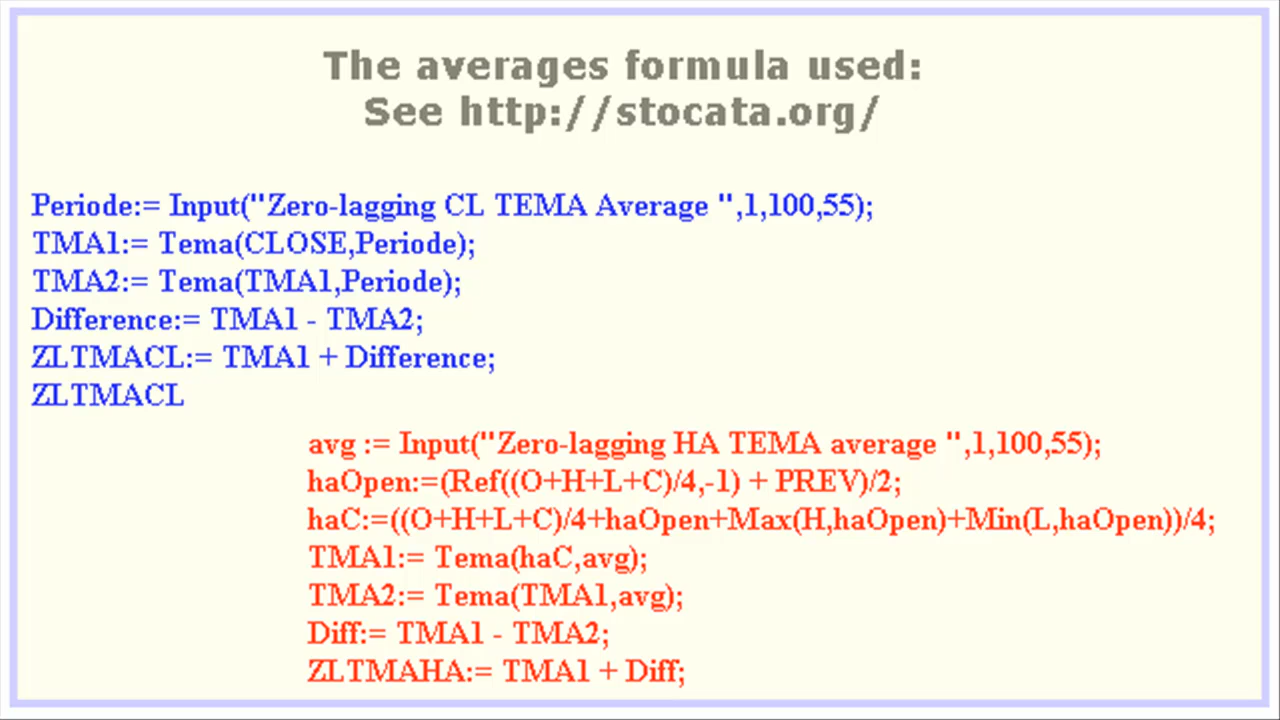 The averages formula used:
See http://stocata.org/
Periode:= Input("Zero-lagging CL TEMA Average ",1,100,55);
TMA1:= Tema(CLOSE,Periode);
TMA2:= Tema(TMA1,Periode);
Difference:= TMA1 - TMA2;
ZLTMACL:= TMA1 + Difference;
ZLTMACL
avg := Input("Zero-lagging HA TEMA average ",1,100,55);
haOpen:=(Ref((O+H+L+C)/4,-1) + PREV)/2;
haC:=((O+H+L+C)/4+haOpen+Max(H,haOpen)+Min(L,haOpen))/4;
TMA1:= Tema(haC,avg);
TMA2:= Tema(TMA1,avg);
Diff:= TMA1 - TMA2;
ZLTMAHA:= TMA1 + Diff;